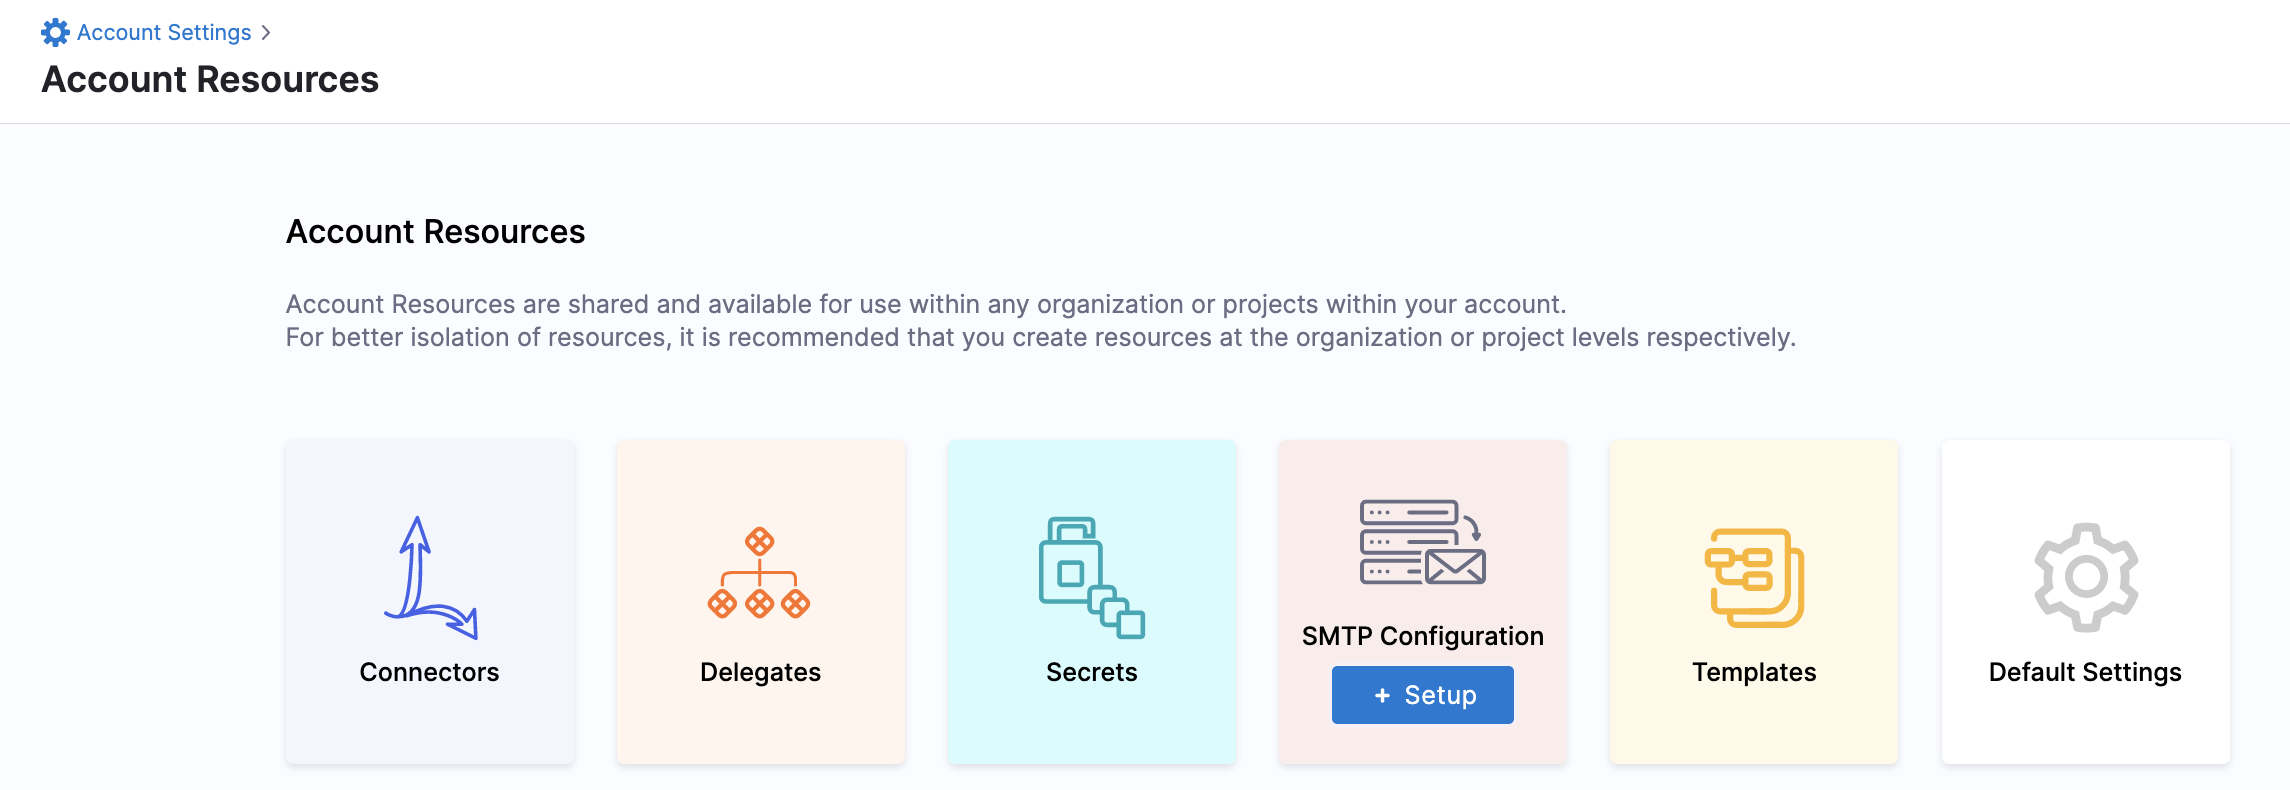 Account Settings >
Account Resources
Account Resources
Account Resources are shared and available for use within any organization or projects within your account.
For better isolation of resources, it is recommended that you create resources at the organization or project levels respectively.
Connectors
Delegates
Secrets
SMTP Configuration
+ Setup
Templates
Default Settings